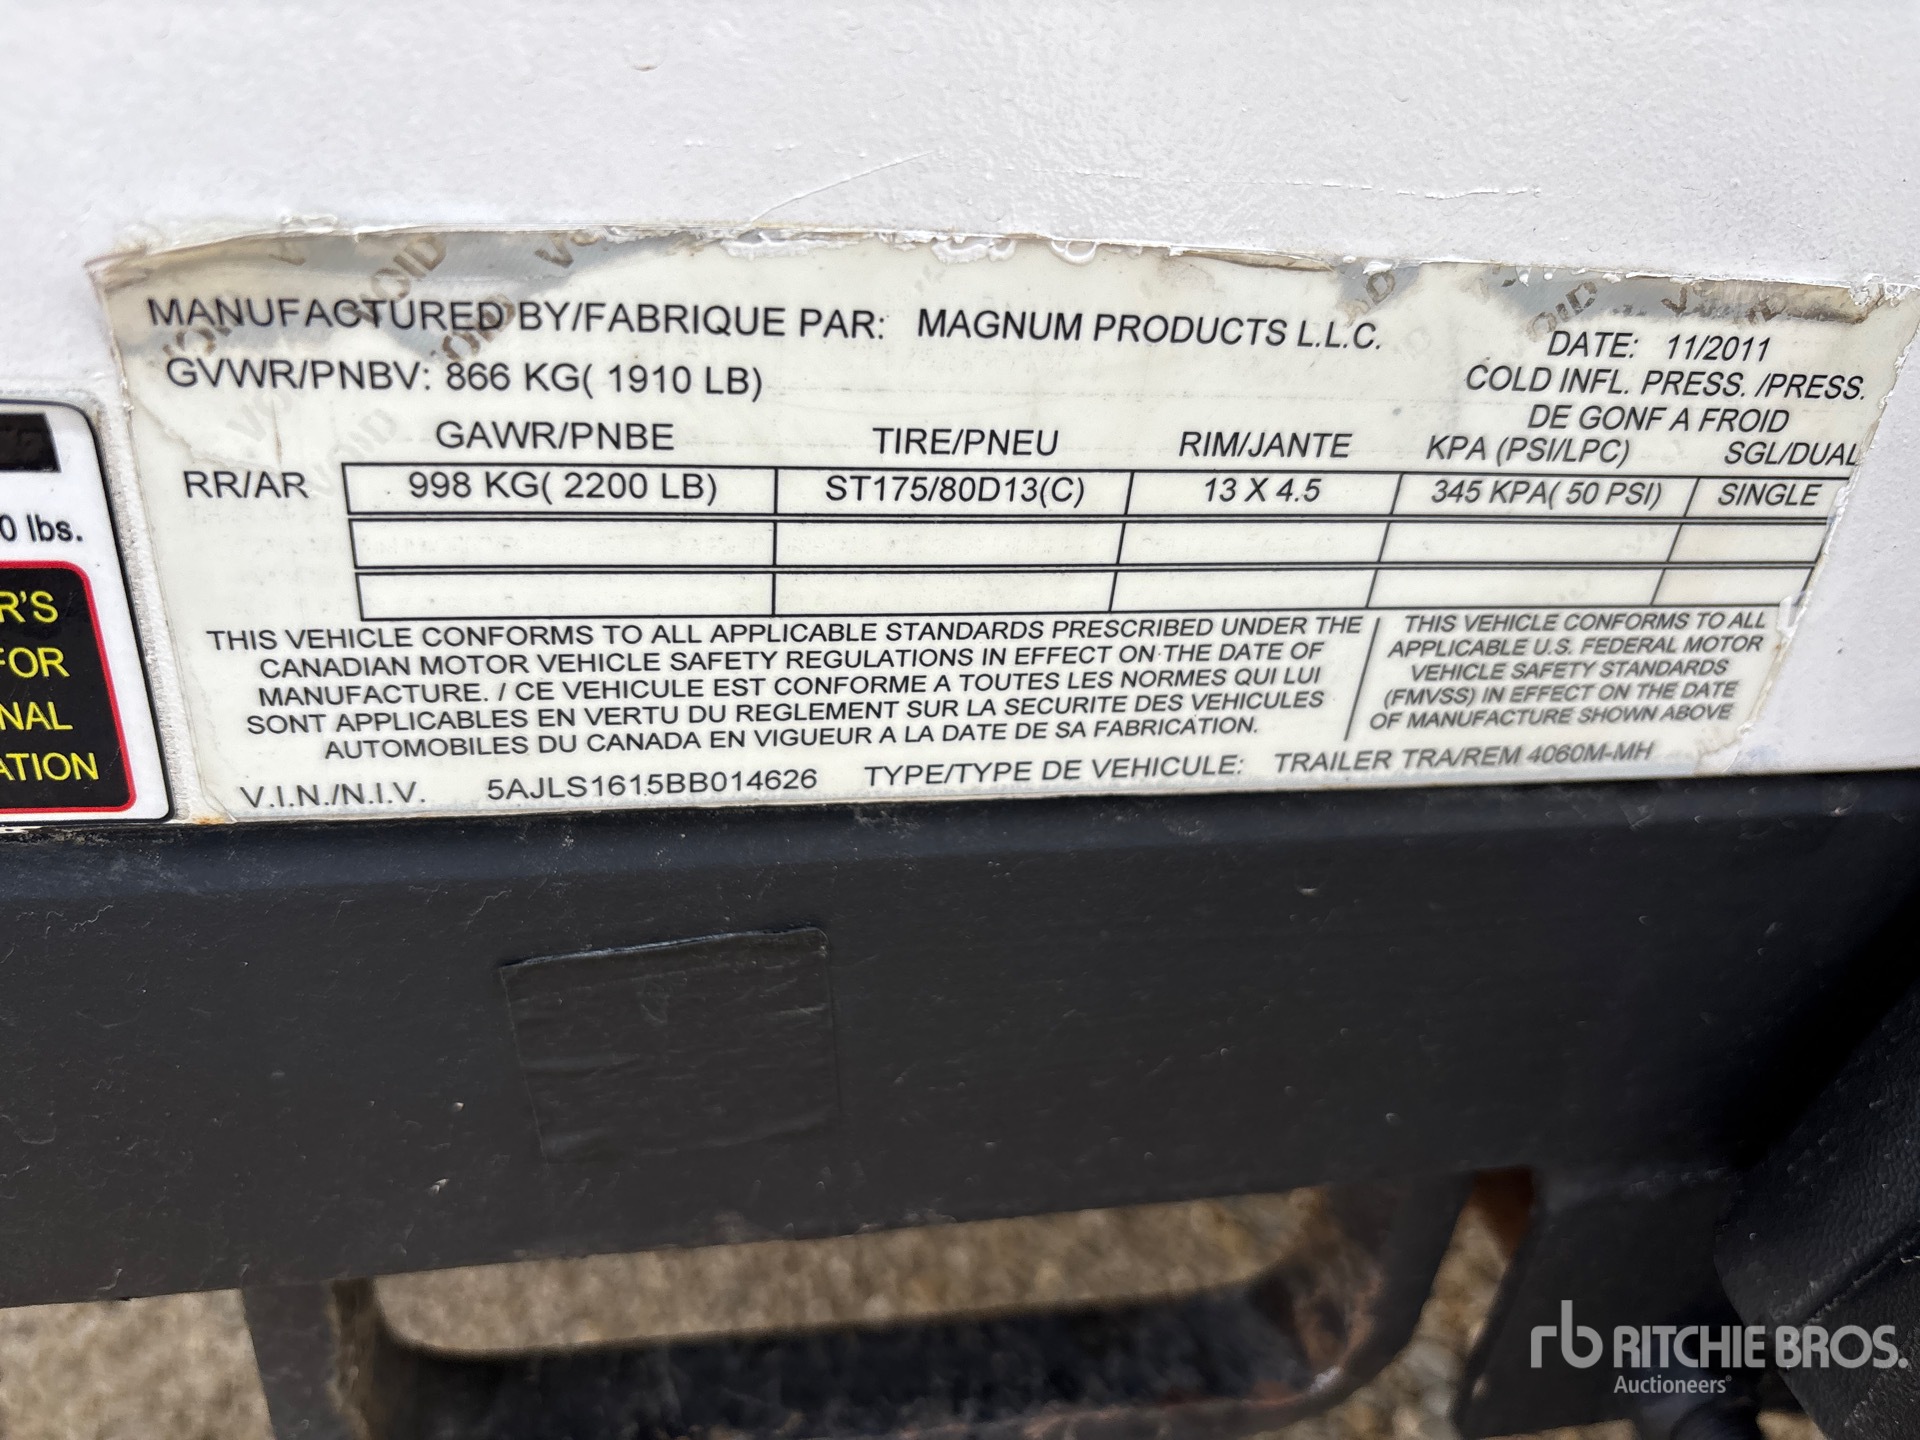 MANUFACTURED BY/FABRIQUE PAR: MAGNUM PRODUCTS L.L.C.
DATE: 11/2011
GVWR/PNBV: 866 KG( 1910 LB)
COLD INFL. PRESS. /PRESS.
DE GONF A FROID
GAWR/PNBE TIRE/PNEU RIM/JANTE KPA (PSI/LPC) SGL/DUAL
RR/AR 998 KG( 2200 LB) ST175/80D13(C) 13 X 4.5 345 KPA( 50 PSI) SINGLE
THIS VEHICLE CONFORMS TO ALL APPLICABLE STANDARDS PRESCRIBED UNDER THE
CANADIAN MOTOR VEHICLE SAFETY REGULATIONS IN EFFECT ON THE DATE OF
MANUFACTURE. / CE VEHICULE EST CONFORME A TOUTES LES NORMES QUI LUI
SONT APPLICABLES EN VERTU DU REGLEMENT SUR LA SECURITE DES VEHICULES
AUTOMOBILES DU CANADA EN VIGUEUR A LA DATE DE SA FABRICATION.
THIS VEHICLE CONFORMS TO ALL
APPLICABLE U.S. FEDERAL MOTOR
VEHICLE SAFETY STANDARDS
(FMVSS) IN EFFECT ON THE DATE
OF MANUFACTURE SHOWN ABOVE
V.I.N./N.I.V. 5AJLS1615BB014626 TYPE/TYPE DE VEHICULE: TRAILER TRA/REM 4060M-MH
0 lbs.
R'S
FOR
NAL
ATION
rb RITCHIE BROS.
Auctioneers